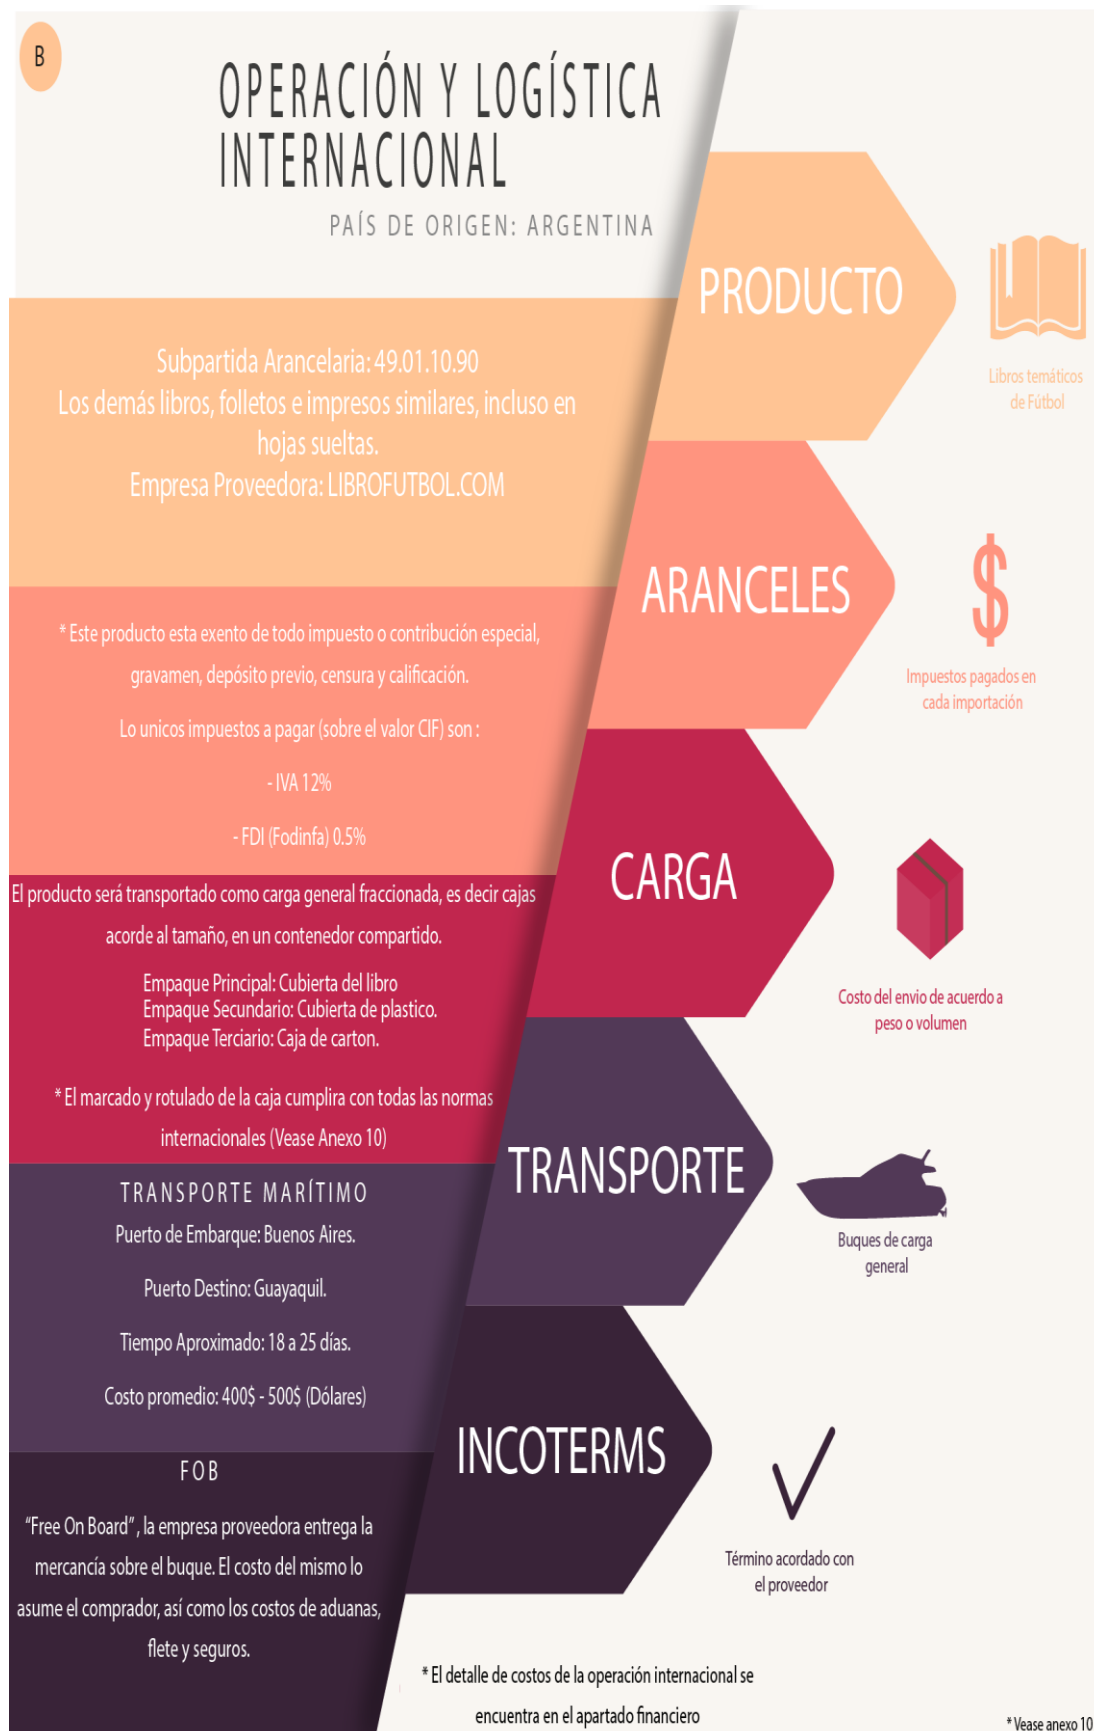 B
OPERACIÓN Y LOGÍSTICA
INTERNACIONAL
PAÍS DE ORIGEN: ARGENTINA
PRODUCTO
Libros temáticos
de Fútbol
Subpartida Arancelaria: 49.01.10.90
Los demás libros, folletos e impresos similares, incluso en
hojas sueltas.
Empresa Proveedora: LIBROFUTBOL.COM
ARANCELES
$
Impuestos pagados en
cada importación
* Este producto esta exento de todo impuesto o contribución especial,
gravamen, depósito previo, censura y calificación.
Lo unicos impuestos a pagar (sobre el valor CIF) son :
- IVA 12%
- FDI (Fodinfa) 0.5%
CARGA
Costo del envio de acuerdo a
peso o volumen
El producto será transportado como carga general fraccionada, es decir cajas
acorde al tamaño, en un contenedor compartido.
Empaque Principal: Cubierta del libro
Empaque Secundario: Cubierta de plastico.
Empaque Terciario: Caja de carton.
* El marcado y rotulado de la caja cumplira con todas las normas
internacionales (Vease Anexo 10)
TRANSPORTE
Buques de carga
general
TRANSPORTE MARÍTIMO
Puerto de Embarque: Buenos Aires.
Puerto Destino: Guayaquil.
Tiempo Aproximado: 18 a 25 días.
Costo promedio: 400$ - 500$ (Dólares)
INCOTERMS
Término acordado con
el proveedor
FOB
“Free On Board” , la empresa proveedora entrega la
mercancía sobre el buque. El costo del mismo lo
asume el comprador, así como los costos de aduanas,
flete y seguros.
* El detalle de costos de la operación internacional se
encuentra en el apartado financiero
* Vease anexo 10